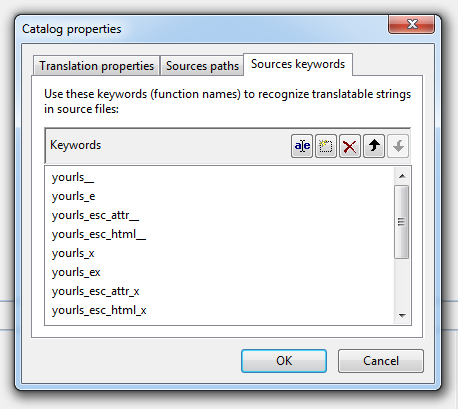 Catalog properties
Translation properties Sources paths Sources keywords
Use these keywords (function names) to recognize translatable strings
in source files:
Keywords
yourls__
yourls_e
yourls_esc_attr__
yourls_esc_html__
yourls_x
yourls_ex
yourls_esc_attr_x
yourls_esc_html_x
OK Cancel